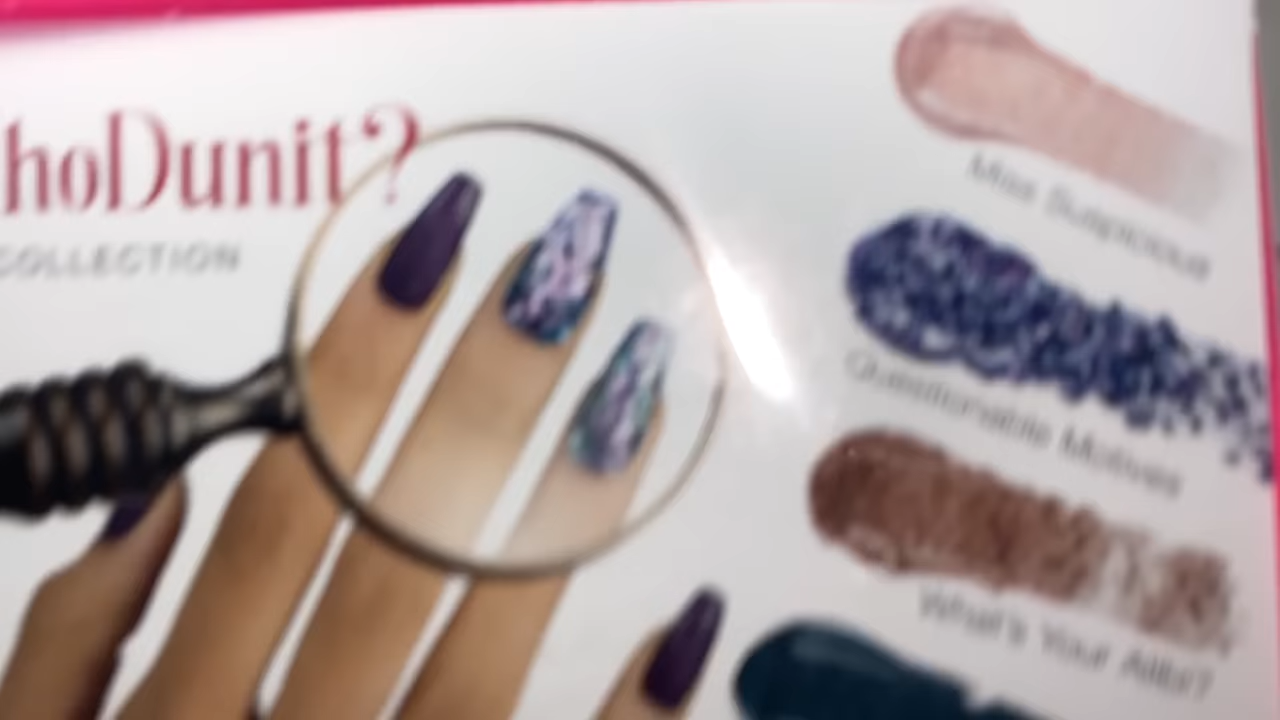 hoDunit?
COLLECTION
Miss Suspicious
Questionable Motives
What's Your Alibi?